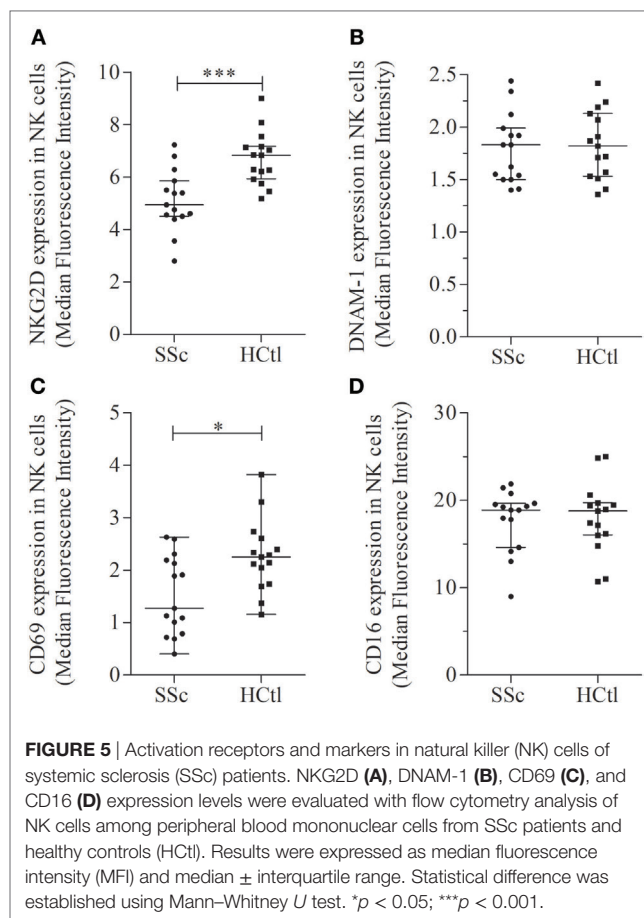 A
NKG2D expression in NK cells
(Median Fluorescence Intensity)
10
8
6
4
2
0
***
SSc
HCtl
B
DNAM-1 expression in NK cells
(Median Fluorescence Intensity)
2.5
2.0
1.5
1.0
0.5
0.0
SSc
HCtl
C
CD69 expression in NK cells
(Median Fluorescence Intensity)
5
4
3
2
1
0
*
SSc
HCtl
D
CD16 expression in NK cells
(Median Fluorescence Intensity)
30
20
10
0
SSc
HCtl
FIGURE 5 | Activation receptors and markers in natural killer (NK) cells of
systemic sclerosis (SSc) patients. NKG2D (A), DNAM-1 (B), CD69 (C), and
CD16 (D) expression levels were evaluated with flow cytometry analysis of
NK cells among peripheral blood mononuclear cells from SSc patients and
healthy controls (HCtl). Results were expressed as median fluorescence
intensity (MFI) and median ± interquartile range. Statistical difference was
established using Mann–Whitney U test. *p < 0.05; ***p < 0.001.